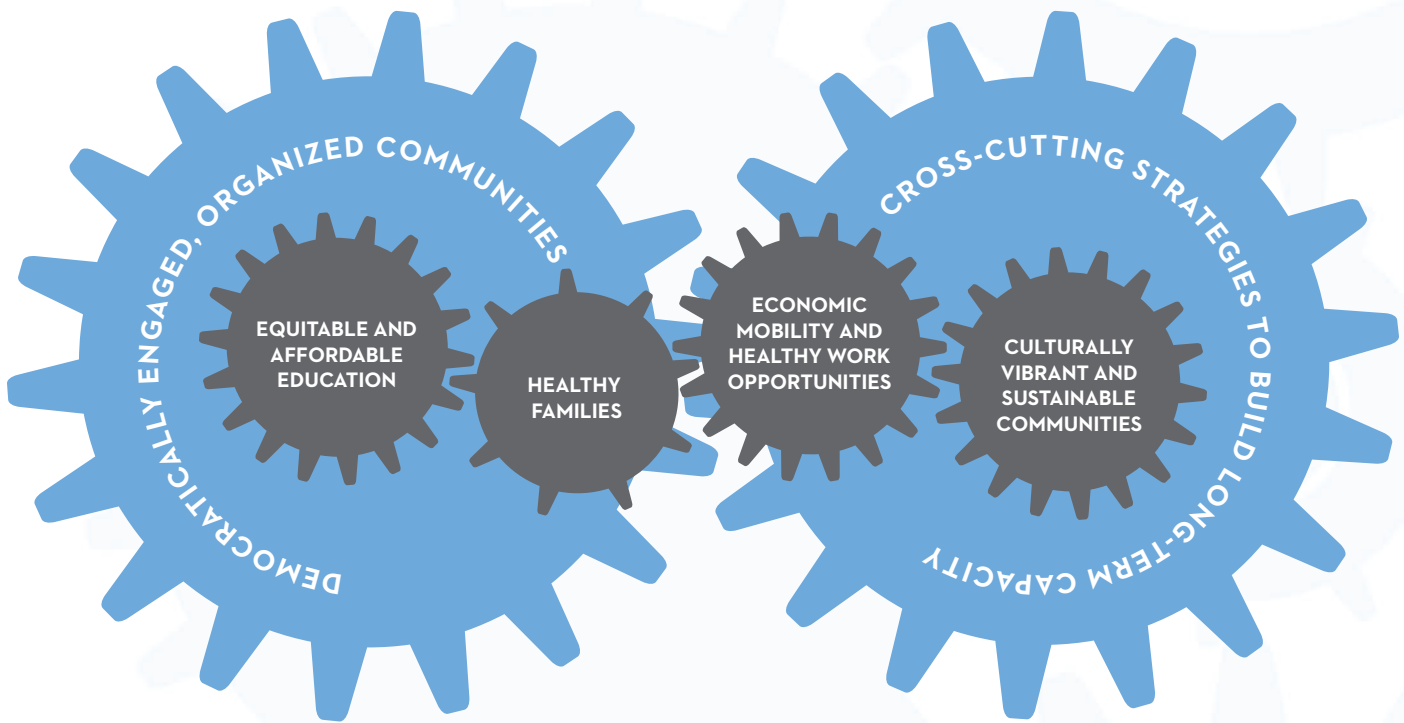 DEMOCRATICALLY ENGAGED, ORGANIZED COMMUNITIES
EQUITABLE AND
AFFORDABLE
EDUCATION
HEALTHY
FAMILIES
CROSS-CUTTING STRATEGIES TO BUILD LONG-TERM CAPACITY
ECONOMIC
MOBILITY AND
HEALTHY WORK
OPPORTUNITIES
CULTURALLY
VIBRANT AND
SUSTAINABLE
COMMUNITIES